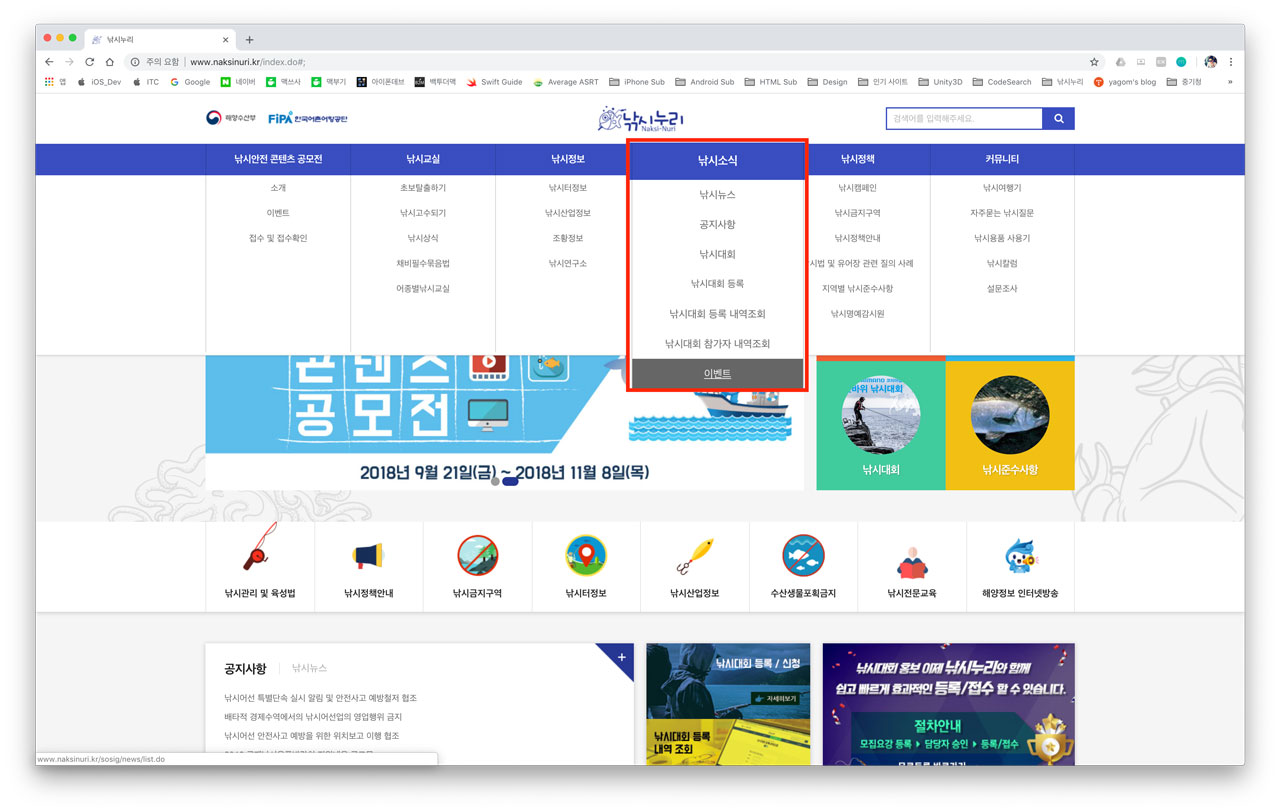 낚시누리
주의 요함 | www.naksinuri.kr/index.do#;
앱 iOS_Dev ITC Google 네이버 맥쓰사 맥부기 아이폰데브 백투더맥 Swift Guide Average ASRT iPhone Sub Android Sub HTML Sub Design 인기 사이트 Unity3D CodeSearch 낚시누리 yagom's blog 중기청 »
해양수산부 FiPA 한국어촌어항공단 낚시누리 검색어를 입력해주세요.
Naksi-Nuri
낚시안전 콘텐츠 공모전 낚시교실 낚시정보 낚시소식 낚시정책 커뮤니티
소개 초보탈출하기 낚시터정보 낚시뉴스 낚시캠페인 낚시여행기
이벤트 낚시고수되기 낚시산업정보 공지사항 낚시금지구역 자주묻는 낚시질문
접수 및 접수확인 낚시상식 조황정보 낚시대회 낚시정책안내 낚시용품 사용기
채비필수묶음법 낚시연구소 낚시대회 등록 시법 및 유어장 관련 질의 사례 낚시칼럼
어종별낚시교실 낚시대회 등록 내역조회 지역별 낚시준수사항 설문조사
낚시대회 참가자 내역조회 낚시명예감시원
이벤트
콘텐츠
공모전
2018년 9월 21일(금) ~ 2018년 11월 8일(목)
바위 낚시대회
낚시대회 낚시준수사항
낚시관리 및 육성법 낚시정책안내 낚시금지구역 낚시터정보 낚시산업정보 수산생물포획금지 낚시전문교육 해양정보 인터넷방송
공지사항 낚시뉴스 +
낚시어선 특별단속 실시 알림 및 안전사고 예방철저 협조
배타적 경제수역에서의 낚시어선업의 영업행위 금지
낚시어선 안전사고 예방을 위한 위치보고 이행 협조
낚시대회 등록 / 신청
자세히보기
낚시대회 등록
내역 조회
낚시대회 홍보 이제 낚시누리와 함께
쉽고 빠르게 효과적인 등록/접수 할 수 있습니다.
절차안내
모집요강 등록 ▶ 담당자 승인 ▶ 등록/접수
www.naksinuri.kr/sosig/news/list.do